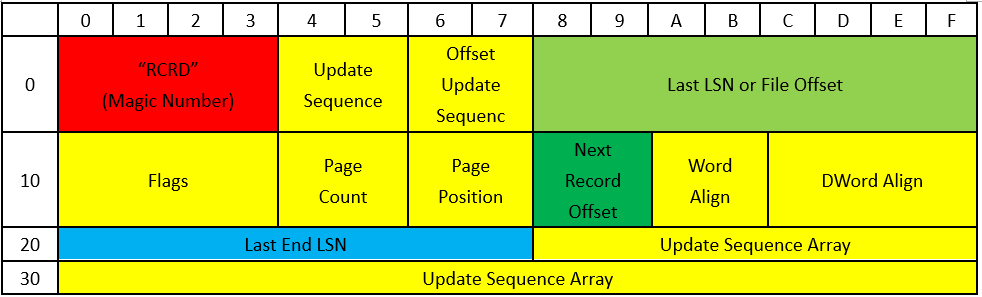 0 1 2 3 4 5 6 7 8 9 A B C D E F
0
“RCRD”
(Magic Number)
Update
Sequence
Offset
Update
Sequenc
Last LSN or File Offset
10
Flags
Page
Count
Page
Position
Next
Record
Offset
Word
Align
DWord Align
20
Last End LSN
Update Sequence Array
30
Update Sequence Array